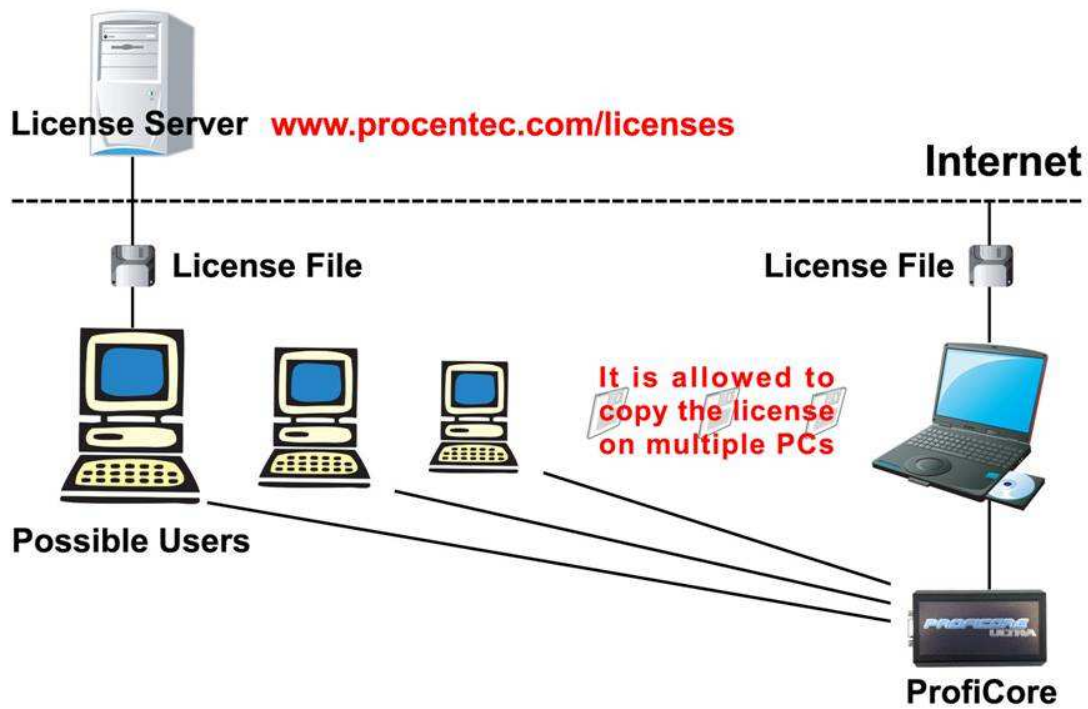 License Server www.procentec.com/licenses
Internet
License File
License File
It is allowed to
copy the license
on multiple PCs
Possible Users
PROFICORE
ULTRA
ProfiCore